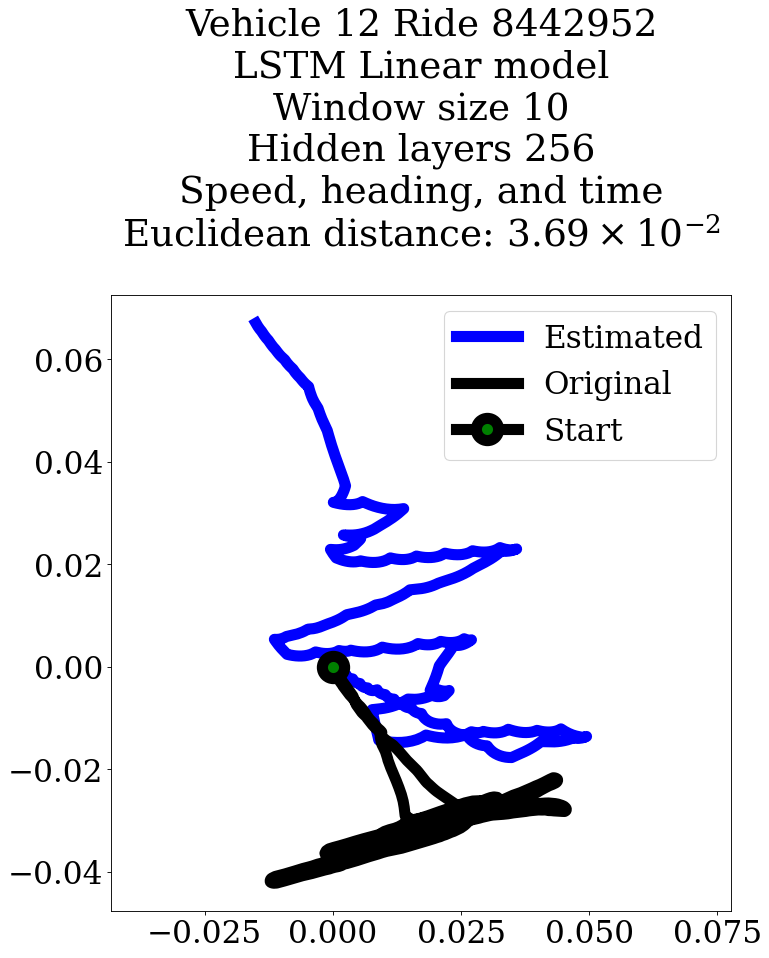 Vehicle 12 Ride 8442952
LSTM Linear model
Window size 10
Hidden layers 256
Speed, heading, and time
Euclidean distance: 3.69 × 10⁻²
Estimated
Original
Start
0.06
0.04
0.02
0.00
−0.02
−0.04
−0.025 0.000 0.025 0.050 0.075